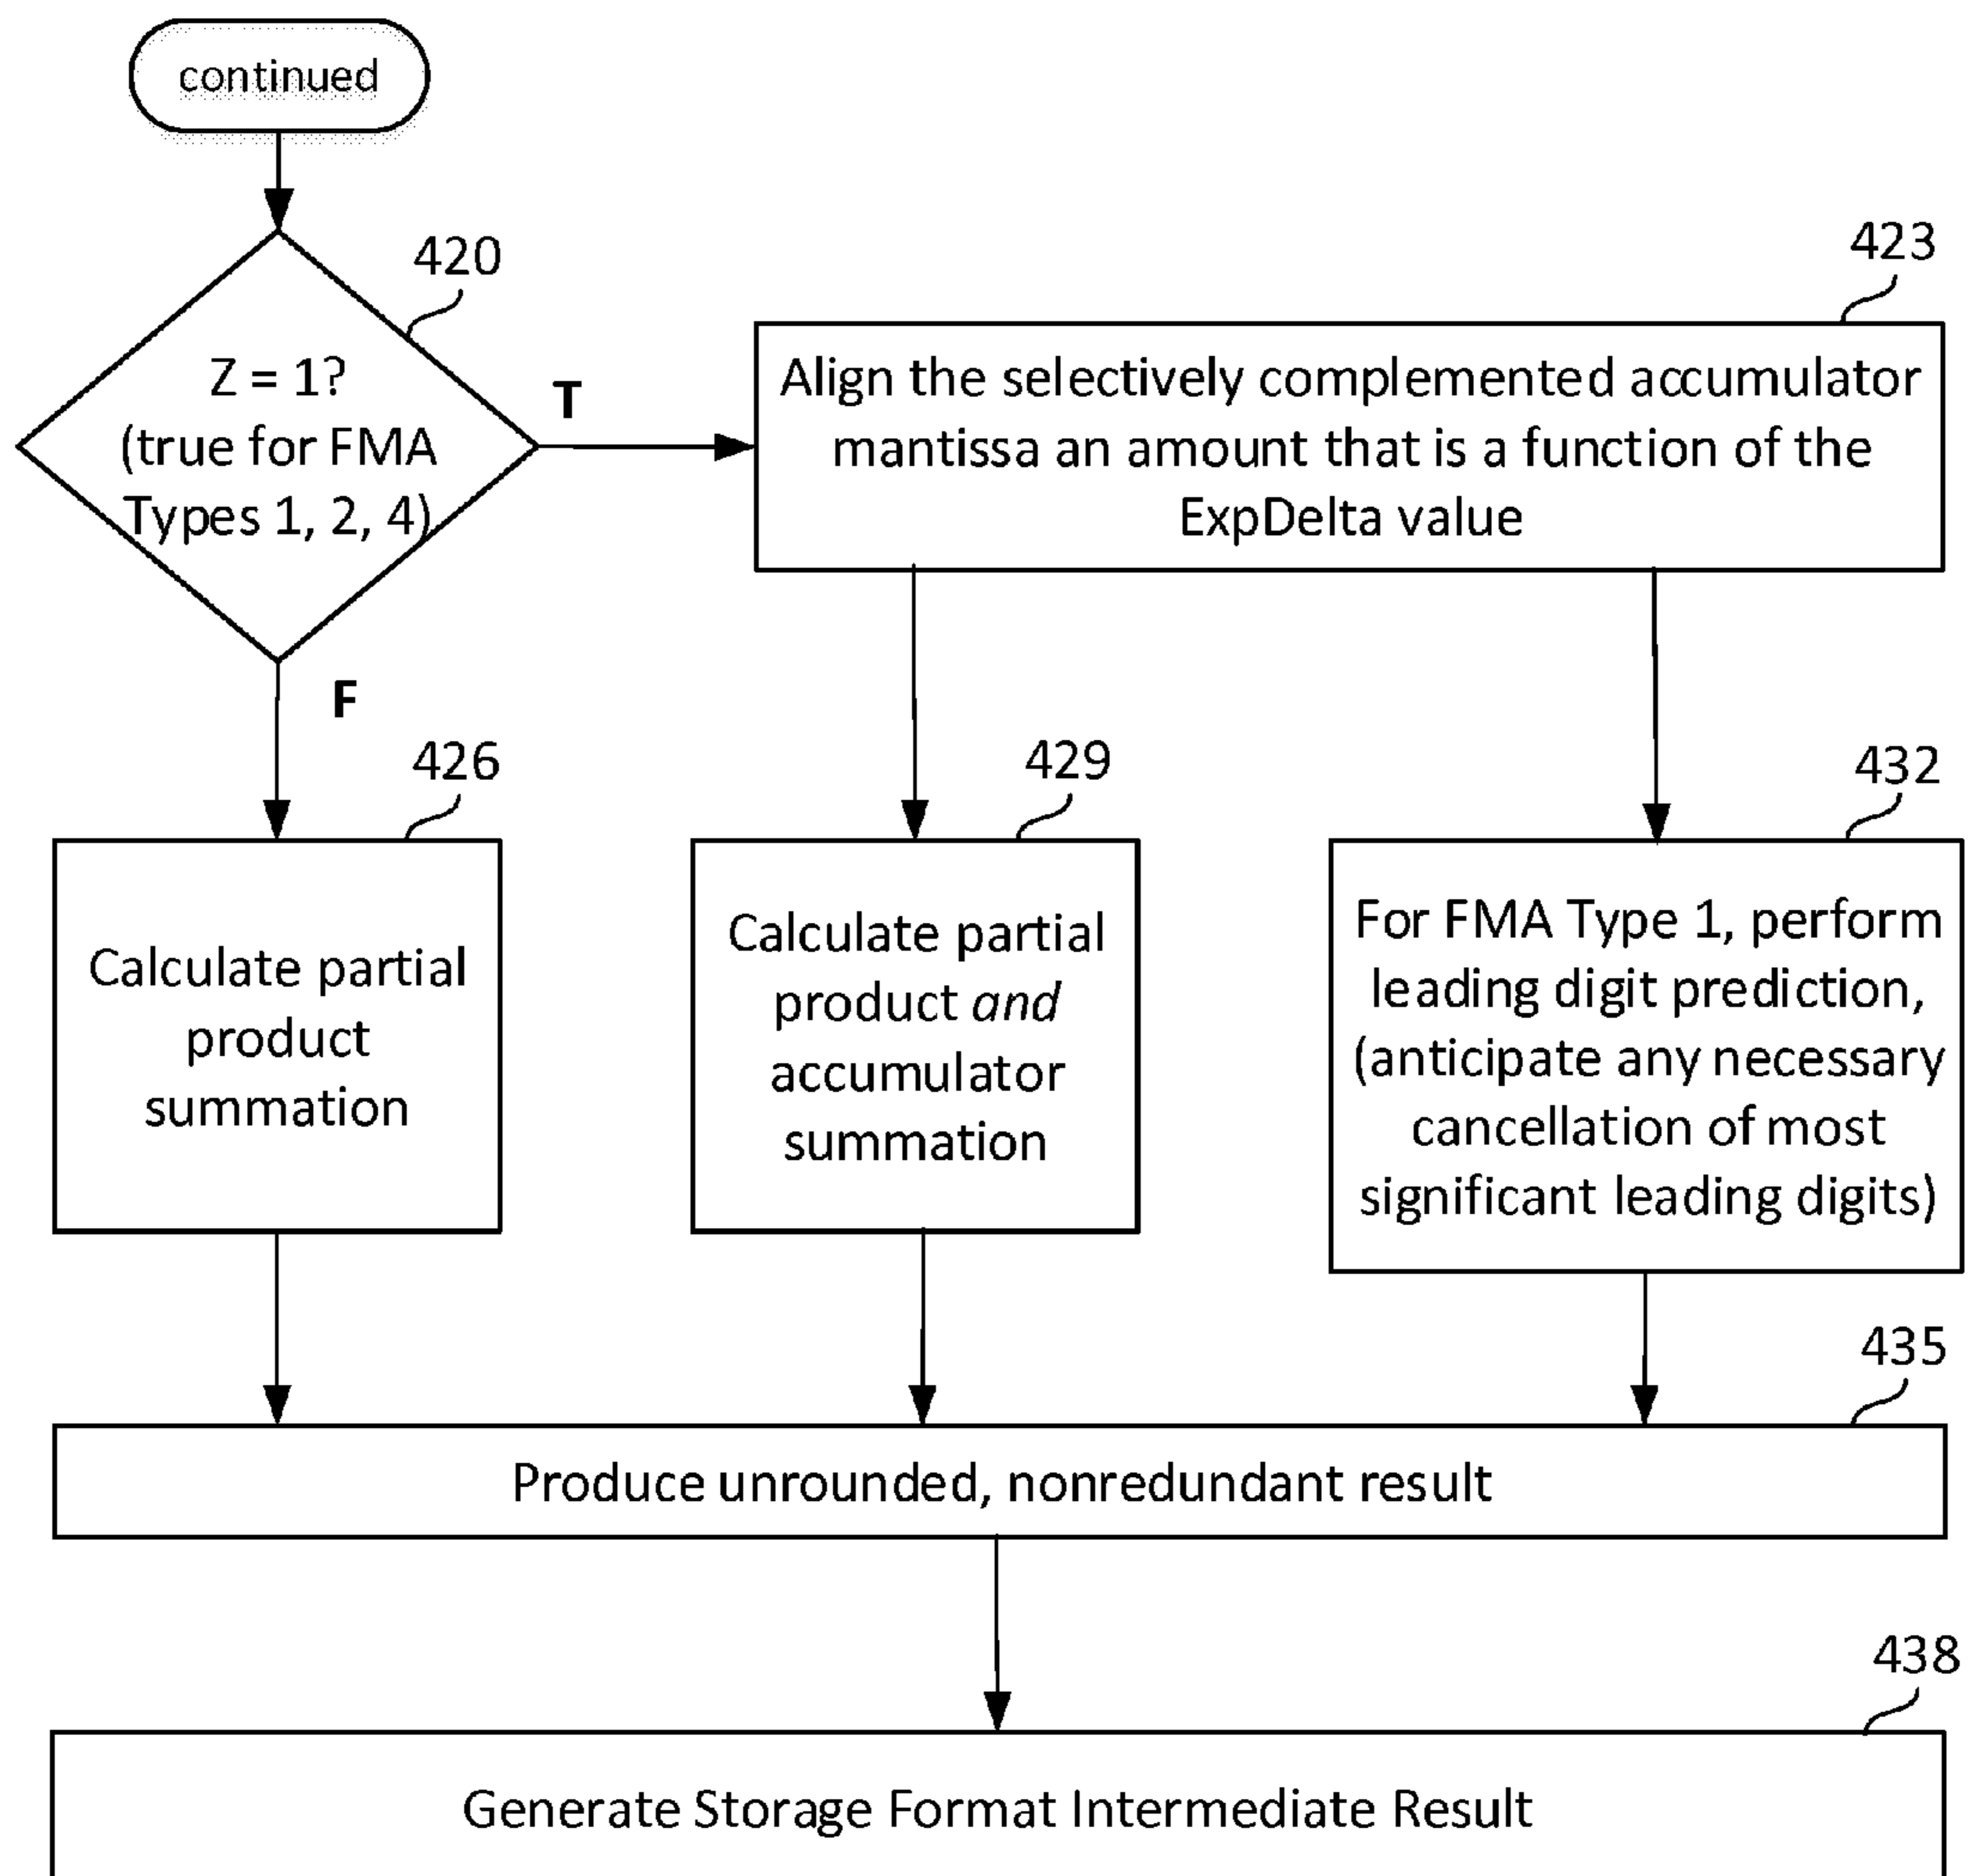 continued
420
Z = 1?
(true for FMA
Types 1, 2, 4)
T
F
423
Align the selectively complemented accumulator
mantissa an amount that is a function of the
ExpDelta value
426
Calculate partial
product
summation
429
Calculate partial
product and
accumulator
summation
432
For FMA Type 1, perform
leading digit prediction,
(anticipate any necessary
cancellation of most
significant leading digits)
435
Produce unrounded, nonredundant result
438
Generate Storage Format Intermediate Result